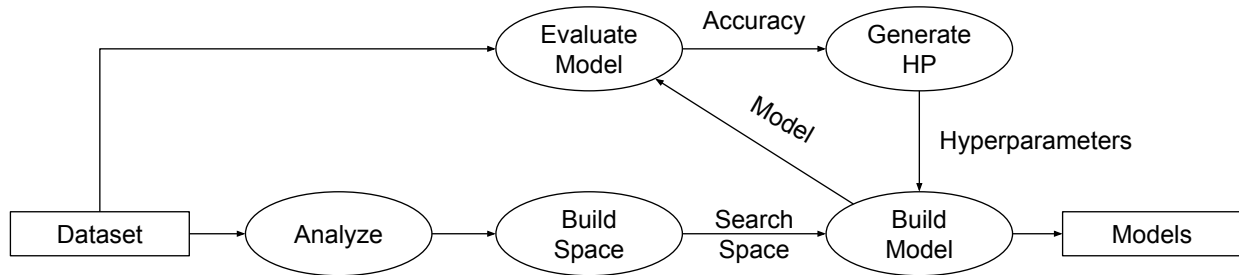 Evaluate
Model
Accuracy
Generate
HP
Model
Hyperparameters
Dataset
Analyze
Build
Space
Search
Space
Build
Model
Models